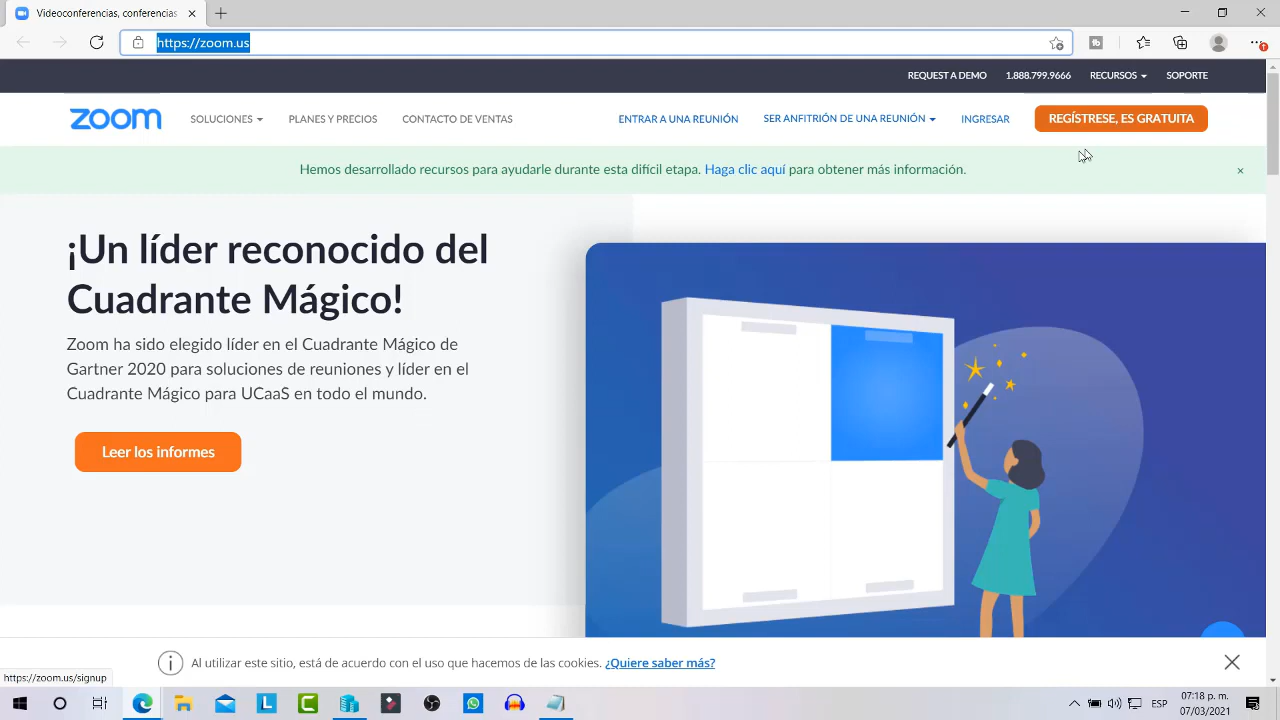 Videoconferencias, conferencias
https://zoom.us
REQUEST A DEMO 1.888.799.9666 RECURSOS SOPORTE
zoom SOLUCIONES PLANES Y PRECIOS CONTACTO DE VENTAS ENTRAR A UNA REUNIÓN SER ANFITRIÓN DE UNA REUNIÓN INGRESAR REGÍSTRESE, ES GRATUITA
Hemos desarrollado recursos para ayudarle durante esta difícil etapa. Haga clic aquí para obtener más información.
¡Un líder reconocido del
Cuadrante Mágico!
Zoom ha sido elegido líder en el Cuadrante Mágico de
Gartner 2020 para soluciones de reuniones y líder en el
Cuadrante Mágico para UCaaS en todo el mundo.
Leer los informes
Al utilizar este sitio, está de acuerdo con el uso que hacemos de las cookies. ¿Quiere saber más?
https://zoom.us/signup
ESP
07:18 p. m.
07/03/2021